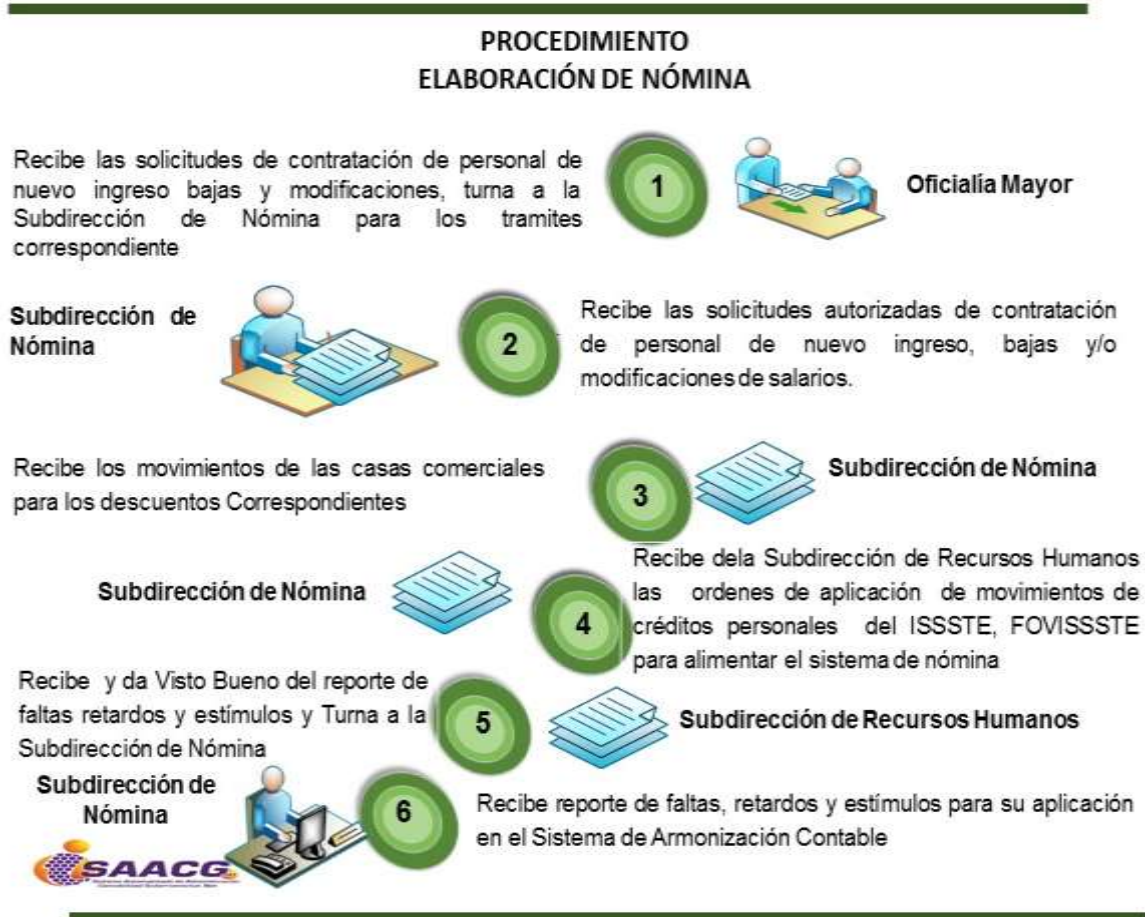 PROCEDIMIENTO
ELABORACIÓN DE NÓMINA
Recibe las solicitudes de contratación de personal de
nuevo ingreso bajas y modificaciones, turna a la
Subdirección de Nómina para los tramites
correspondiente
1
Oficialía Mayor
Subdirección de
Nómina
2
Recibe las solicitudes autorizadas de contratación
de personal de nuevo ingreso, bajas y/o
modificaciones de salarios.
Recibe los movimientos de las casas comerciales
para los descuentos Correspondientes
3
Subdirección de Nómina
Subdirección de Nómina
4
Recibe dela Subdirección de Recursos Humanos
las ordenes de aplicación de movimientos de
créditos personales del ISSSTE, FOVISSSTE
para alimentar el sistema de nómina
Recibe y da Visto Bueno del reporte de
faltas retardos y estímulos y Turna a la
Subdirección de Nómina
5
Subdirección de Recursos Humanos
Subdirección de
Nómina
6
Recibe reporte de faltas, retardos y estímulos para su aplicación
en el Sistema de Armonización Contable
SAACG